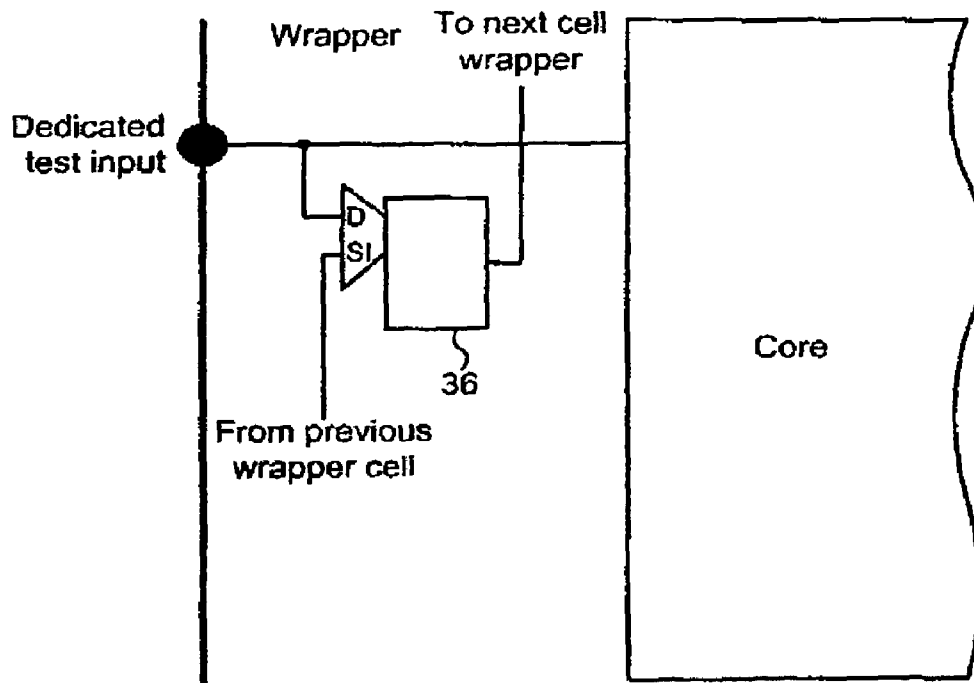 Wrapper
To next cell
wrapper
Dedicated
test input
D
SI
36
Core
From previous
wrapper cell